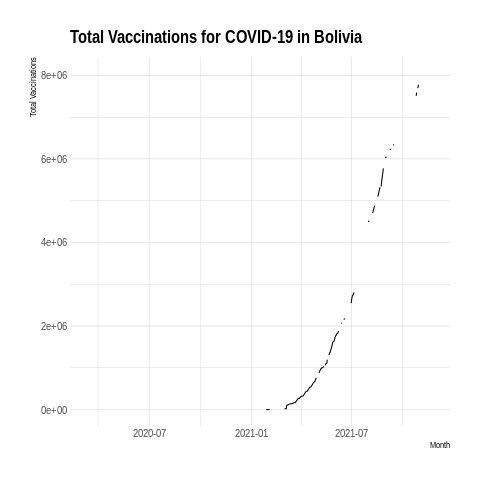 Total Vaccinations for COVID-19 in Bolivia
Total Vaccinations
8e+06
6e+06
4e+06
2e+06
0e+00
2020-07
2021-01
2021-07
Month